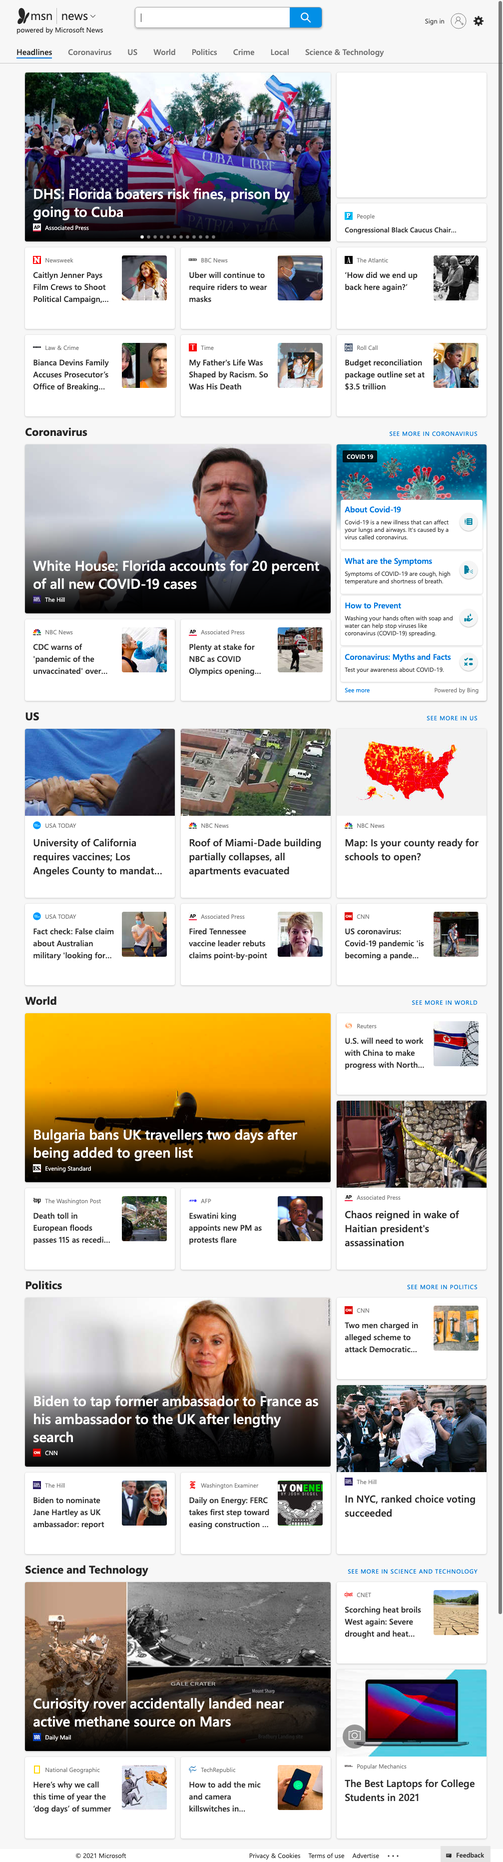 msn | news
powered by Microsoft News
Sign in
Headlines Coronavirus US World Politics Crime Local Science & Technology
DHS: Florida boaters risk fines, prison by
going to Cuba
AP Associated Press
People
Congressional Black Caucus Chair...
Newsweek
Caitlyn Jenner Pays
Film Crews to Shoot
Political Campaign,...
BBC News
Uber will continue to
require riders to wear
masks
The Atlantic
'How did we end up
back here again?'
Law & Crime
Bianca Devins Family
Accuses Prosecutor's
Office of Breaking...
Time
My Father's Life Was
Shaped by Racism. So
Was His Death
Roll Call
Budget reconciliation
package outline set at
$3.5 trillion
Coronavirus
SEE MORE IN CORONAVIRUS
White House: Florida accounts for 20 percent
of all new COVID-19 cases
The Hill
COVID 19
About Covid-19
Covid-19 is a new illness that can affect
your lungs and airways. It's caused by a
virus called coronavirus.
What are the Symptoms
Symptoms of COVID-19 are cough, high
temperature and shortness of breath.
How to Prevent
Washing your hands often with soap and
water can help stop viruses like
coronavirus (COVID-19) spreading.
Coronavirus: Myths and Facts
Test your awareness about COVID-19.
See more
Powered by Bing
NBC News
CDC warns of
'pandemic of the
unvaccinated' over...
AP Associated Press
Plenty at stake for
NBC as COVID
Olympics opening...
US
SEE MORE IN US
USA TODAY
University of California
requires vaccines; Los
Angeles County to mandat...
NBC News
Roof of Miami-Dade building
partially collapses, all
apartments evacuated
NBC News
Map: Is your county ready for
schools to open?
USA TODAY
Fact check: False claim
about Australian
military 'looking for...
AP Associated Press
Fired Tennessee
vaccine leader rebuts
claims point-by-point
CNN
US coronavirus:
Covid-19 pandemic 'is
becoming a pande...
World
SEE MORE IN WORLD
Bulgaria bans UK travellers two days after
being added to green list
ES Evening Standard
Reuters
U.S. will need to work
with China to make
progress with North...
AP Associated Press
Chaos reigned in wake of
Haitian president's
assassination
wp The Washington Post
Death toll in
European floods
passes 115 as recedi...
AFP
Eswatini king
appoints new PM as
protests flare
Politics
SEE MORE IN POLITICS
Biden to tap former ambassador to France as
his ambassador to the UK after lengthy
search
CNN
CNN
Two men charged in
alleged scheme to
attack Democratic...
The Hill
In NYC, ranked choice voting
succeeded
The Hill
Biden to nominate
Jane Hartley as UK
ambassador: report
Washington Examiner
Daily on Energy: FERC
takes first step toward
easing construction ...
LY ON ENE
Science and Technology
SEE MORE IN SCIENCE AND TECHNOLOGY
GALE CRATER
Mount Sharp
Curiosity rover accidentally landed near
active methane source on Mars
Daily Mail
CNET
Scorching heat broils
West again: Severe
drought and heat...
Popular Mechanics
The Best Laptops for College
Students in 2021
National Geographic
Here's why we call
this time of year the
'dog days' of summer
TechRepublic
How to add the mic
and camera
killswitches in...
© 2021 Microsoft
Privacy & Cookies Terms of use Advertise ...
Feedback